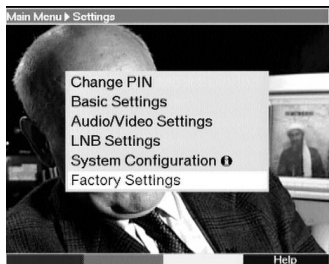 Main Menu ▶ Settings
Change PIN
Basic Settings
Audio/Video Settings
LNB Settings
System Configuration
Factory Settings
Help